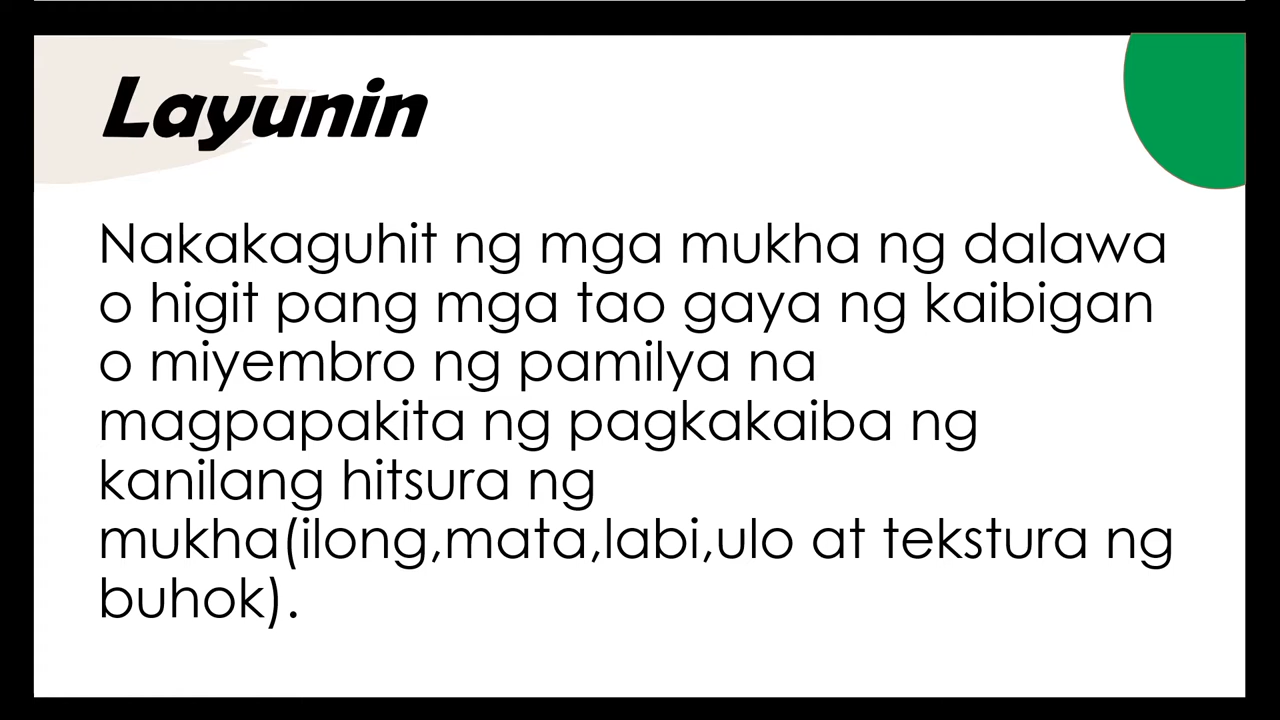 Layunin
Nakakaguhit ng mga mukha ng dalawa
o higit pang mga tao gaya ng kaibigan
o miyembro ng pamilya na
magpapakita ng pagkakaiba ng
kanilang hitsura ng
mukha(ilong,mata,labi,ulo at tekstura ng
buhok).